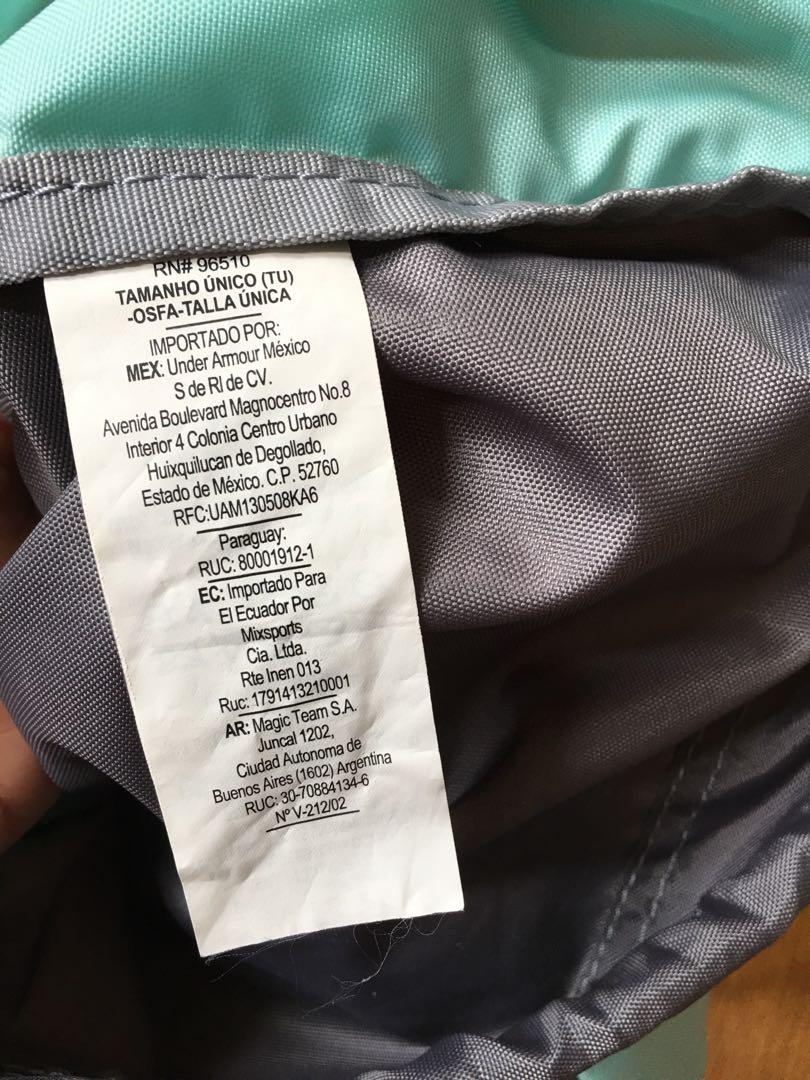 RN# 96510
TAMANHO ÚNICO (TU)
-OSFA-TALLA ÚNICA
IMPORTADO POR:
MEX: Under Armour México
S de Rl de CV.
Avenida Boulevard Magnocentro No.8
Interior 4 Colonia Centro Urbano
Huixquilucan de Degollado,
Estado de México. C.P. 52760
RFC:UAM130508KA6
Paraguay:
RUC: 80001912-1
EC: Importado Para
El Ecuador Por
Mixsports
Cia. Ltda.
Rte Inen 013
Ruc: 1791413210001
AR: Magic Team S.A.
Juncal 1202,
Ciudad Autonoma de
Buenos Aires (1602) Argentina
RUC: 30-70884134-6
Nº V-212/02